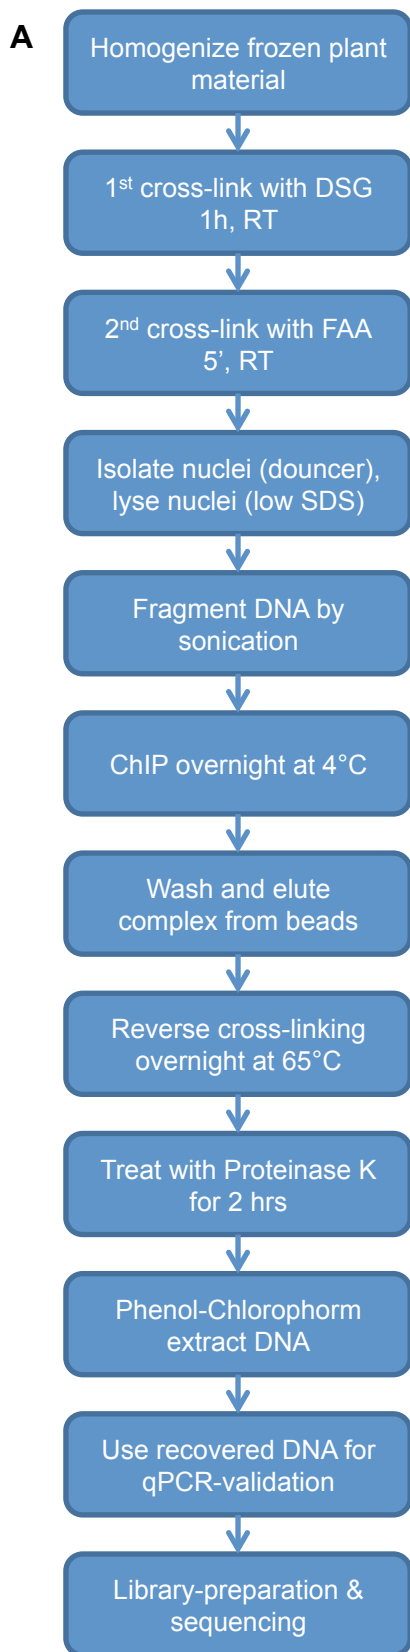 A
Homogenize frozen plant
material
1st cross-link with DSG
1h, RT
2nd cross-link with FAA
5’, RT
Isolate nuclei (douncer),
lyse nuclei (low SDS)
Fragment DNA by
sonication
ChIP overnight at 4°C
Wash and elute
complex from beads
Reverse cross-linking
overnight at 65°C
Treat with Proteinase K
for 2 hrs
Phenol-Chlorophorm
extract DNA
Use recovered DNA for
qPCR-validation
Library-preparation &
sequencing